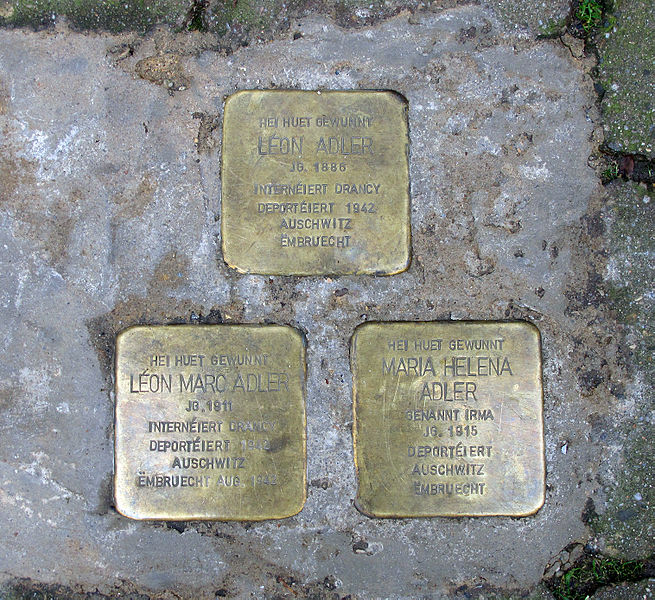 HEI HUET GEWUNNT
LÉON ADLER
JG. 1886
INTERNÉIERT DRANCY
DEPORTÉIERT 1942
AUSCHWITZ
ËMBRUECHT
HEI HUET GEWUNNT
LÉON MARC ADLER
JG. 1911
INTERNÉIERT DRANCY
DEPORTÉIERT 1942
AUSCHWITZ
ËMBRUECHT AUG. 1942
HEI HUET GEWUNNT
MARIA HELENA
ADLER
GENANNT IRMA
JG. 1915
DEPORTÉIERT
AUSCHWITZ
ËMBRUECHT